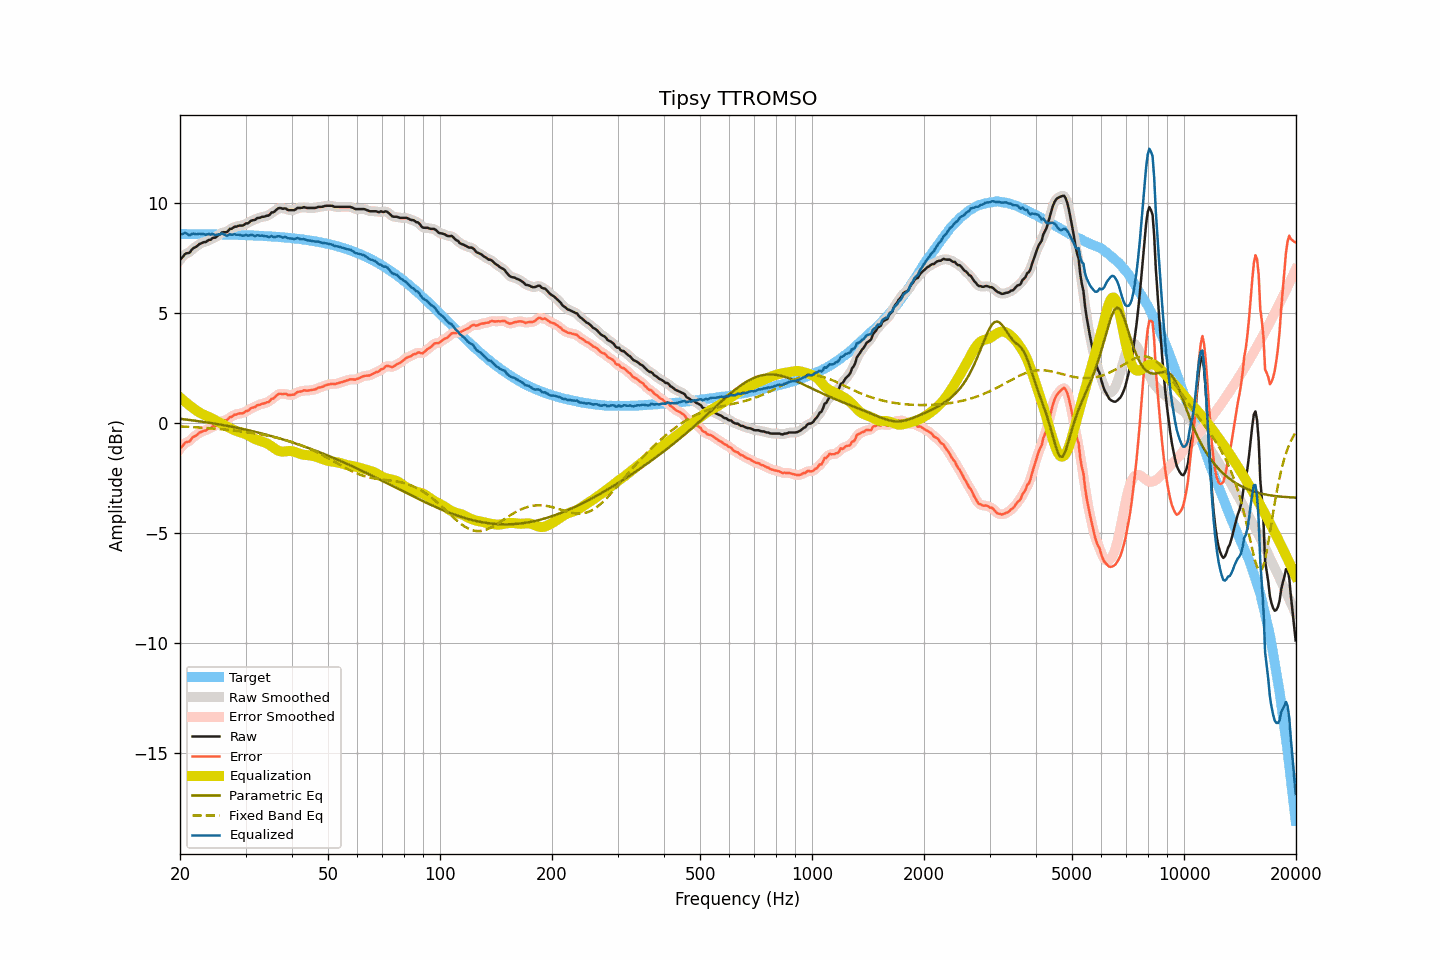 Tipsy TTROMSO
Amplitude (dBr)
10
5
0
−5
−10
−15
Target
Raw Smoothed
Error Smoothed
Raw
Error
Equalization
Parametric Eq
Fixed Band Eq
Equalized
20 50 100 200 500 1000 2000 5000 10000 20000
Frequency (Hz)